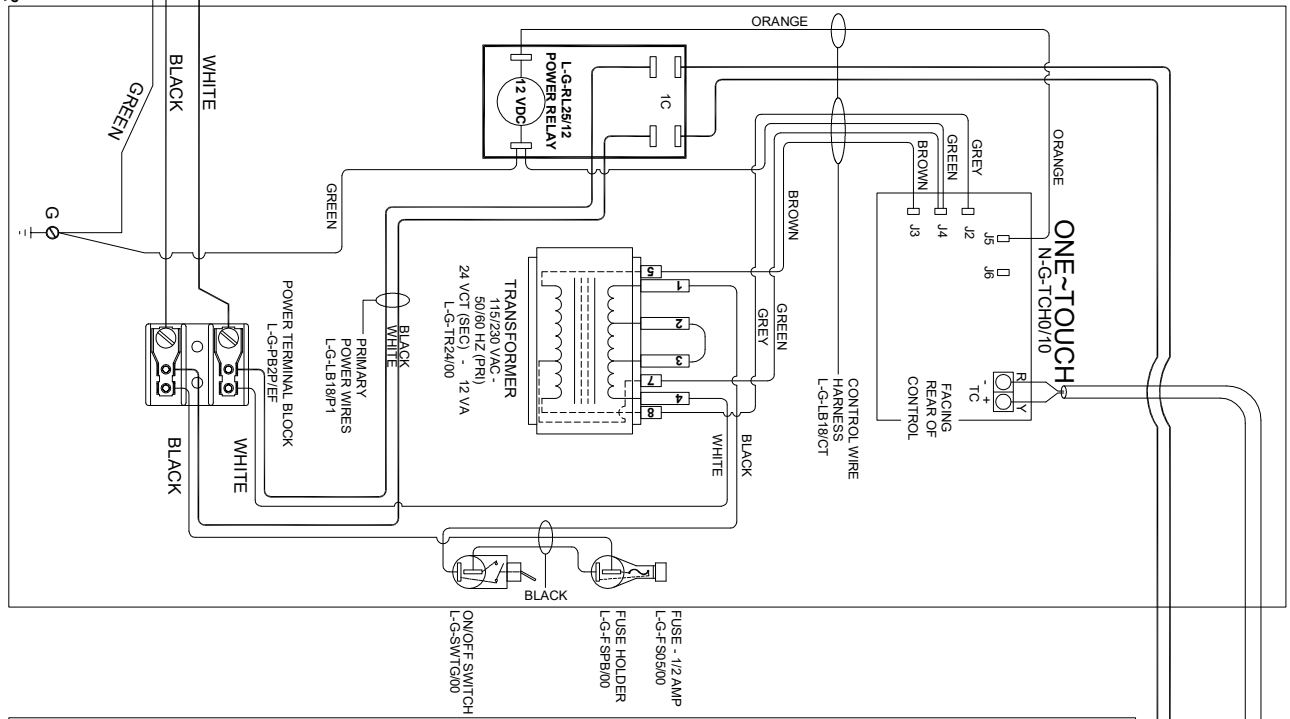 ORANGE
BLACK
WHITE
GREEN
L-G-RL25/12
POWER RELAY
12 VDC
1C
ORANGE
GREY
GREEN
BROWN
J3
J4
J2
J5
J6
ONE~TOUCH
N-G-TCH0/10
R
Y
-
+
TC
FACING
REAR OF
CONTROL
GREEN
BROWN
G
5
1
2
3
7
4
8
TRANSFORMER
115/230 VAC -
50/60 HZ (PRI)
24 VCT (SEC) - 12 VA
L-G-TR24/00
GREEN
GREY
CONTROL WIRE
HARNESS
L-G-LB18/CT
POWER TERMINAL BLOCK
L-G-PB2P/EF
PRIMARY
POWER WIRES
L-G-LB18/P1
BLACK
WHITE
BLACK
WHITE
WHITE
BLACK
BLACK
ON/OFF SWITCH
L-G-SWTG/00
FUSE HOLDER
L-G-FSPB/00
FUSE - 1/2 AMP
L-G-FS05/00